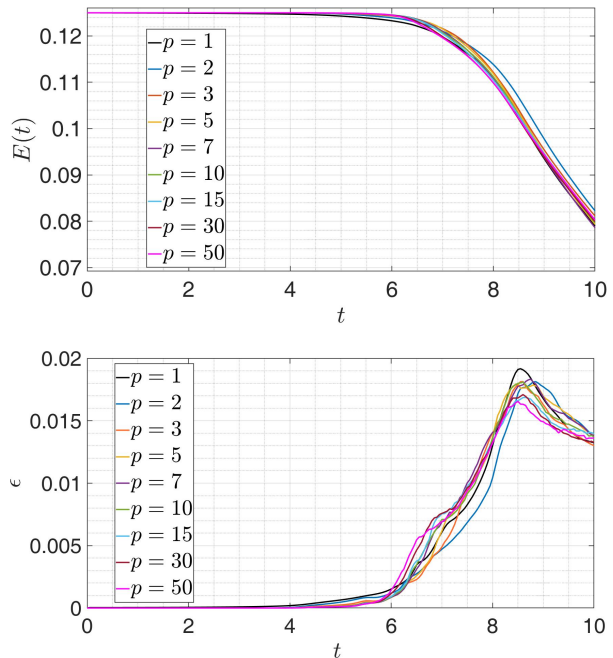 0.12
0.11
0.1
0.09
0.08
0.07
E(t)
p = 1
p = 2
p = 3
p = 5
p = 7
p = 10
p = 15
p = 30
p = 50
0 2 4 6 8 10
t
0.02
0.015
0.01
0.005
0
ϵ
p = 1
p = 2
p = 3
p = 5
p = 7
p = 10
p = 15
p = 30
p = 50
0 2 4 6 8 10
t